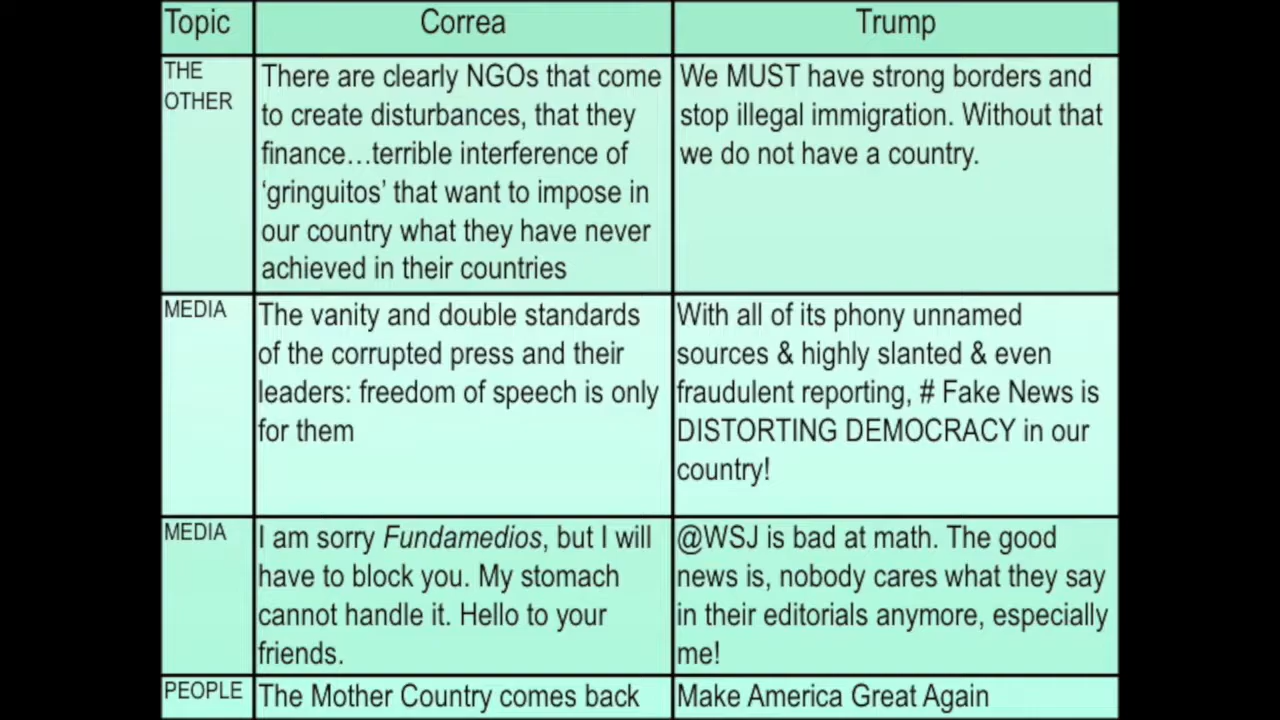 Topic Correa Trump
THE OTHER
There are clearly NGOs that come
to create disturbances, that they
finance…terrible interference of
‘gringuitos’ that want to impose in
our country what they have never
achieved in their countries
We MUST have strong borders and
stop illegal immigration. Without that
we do not have a country.
MEDIA
The vanity and double standards
of the corrupted press and their
leaders: freedom of speech is only
for them
With all of its phony unnamed
sources & highly slanted & even
fraudulent reporting, # Fake News is
DISTORTING DEMOCRACY in our
country!
MEDIA
I am sorry Fundamedios, but I will
have to block you. My stomach
cannot handle it. Hello to your
friends.
@WSJ is bad at math. The good
news is, nobody cares what they say
in their editorials anymore, especially
me!
PEOPLE
The Mother Country comes back
Make America Great Again